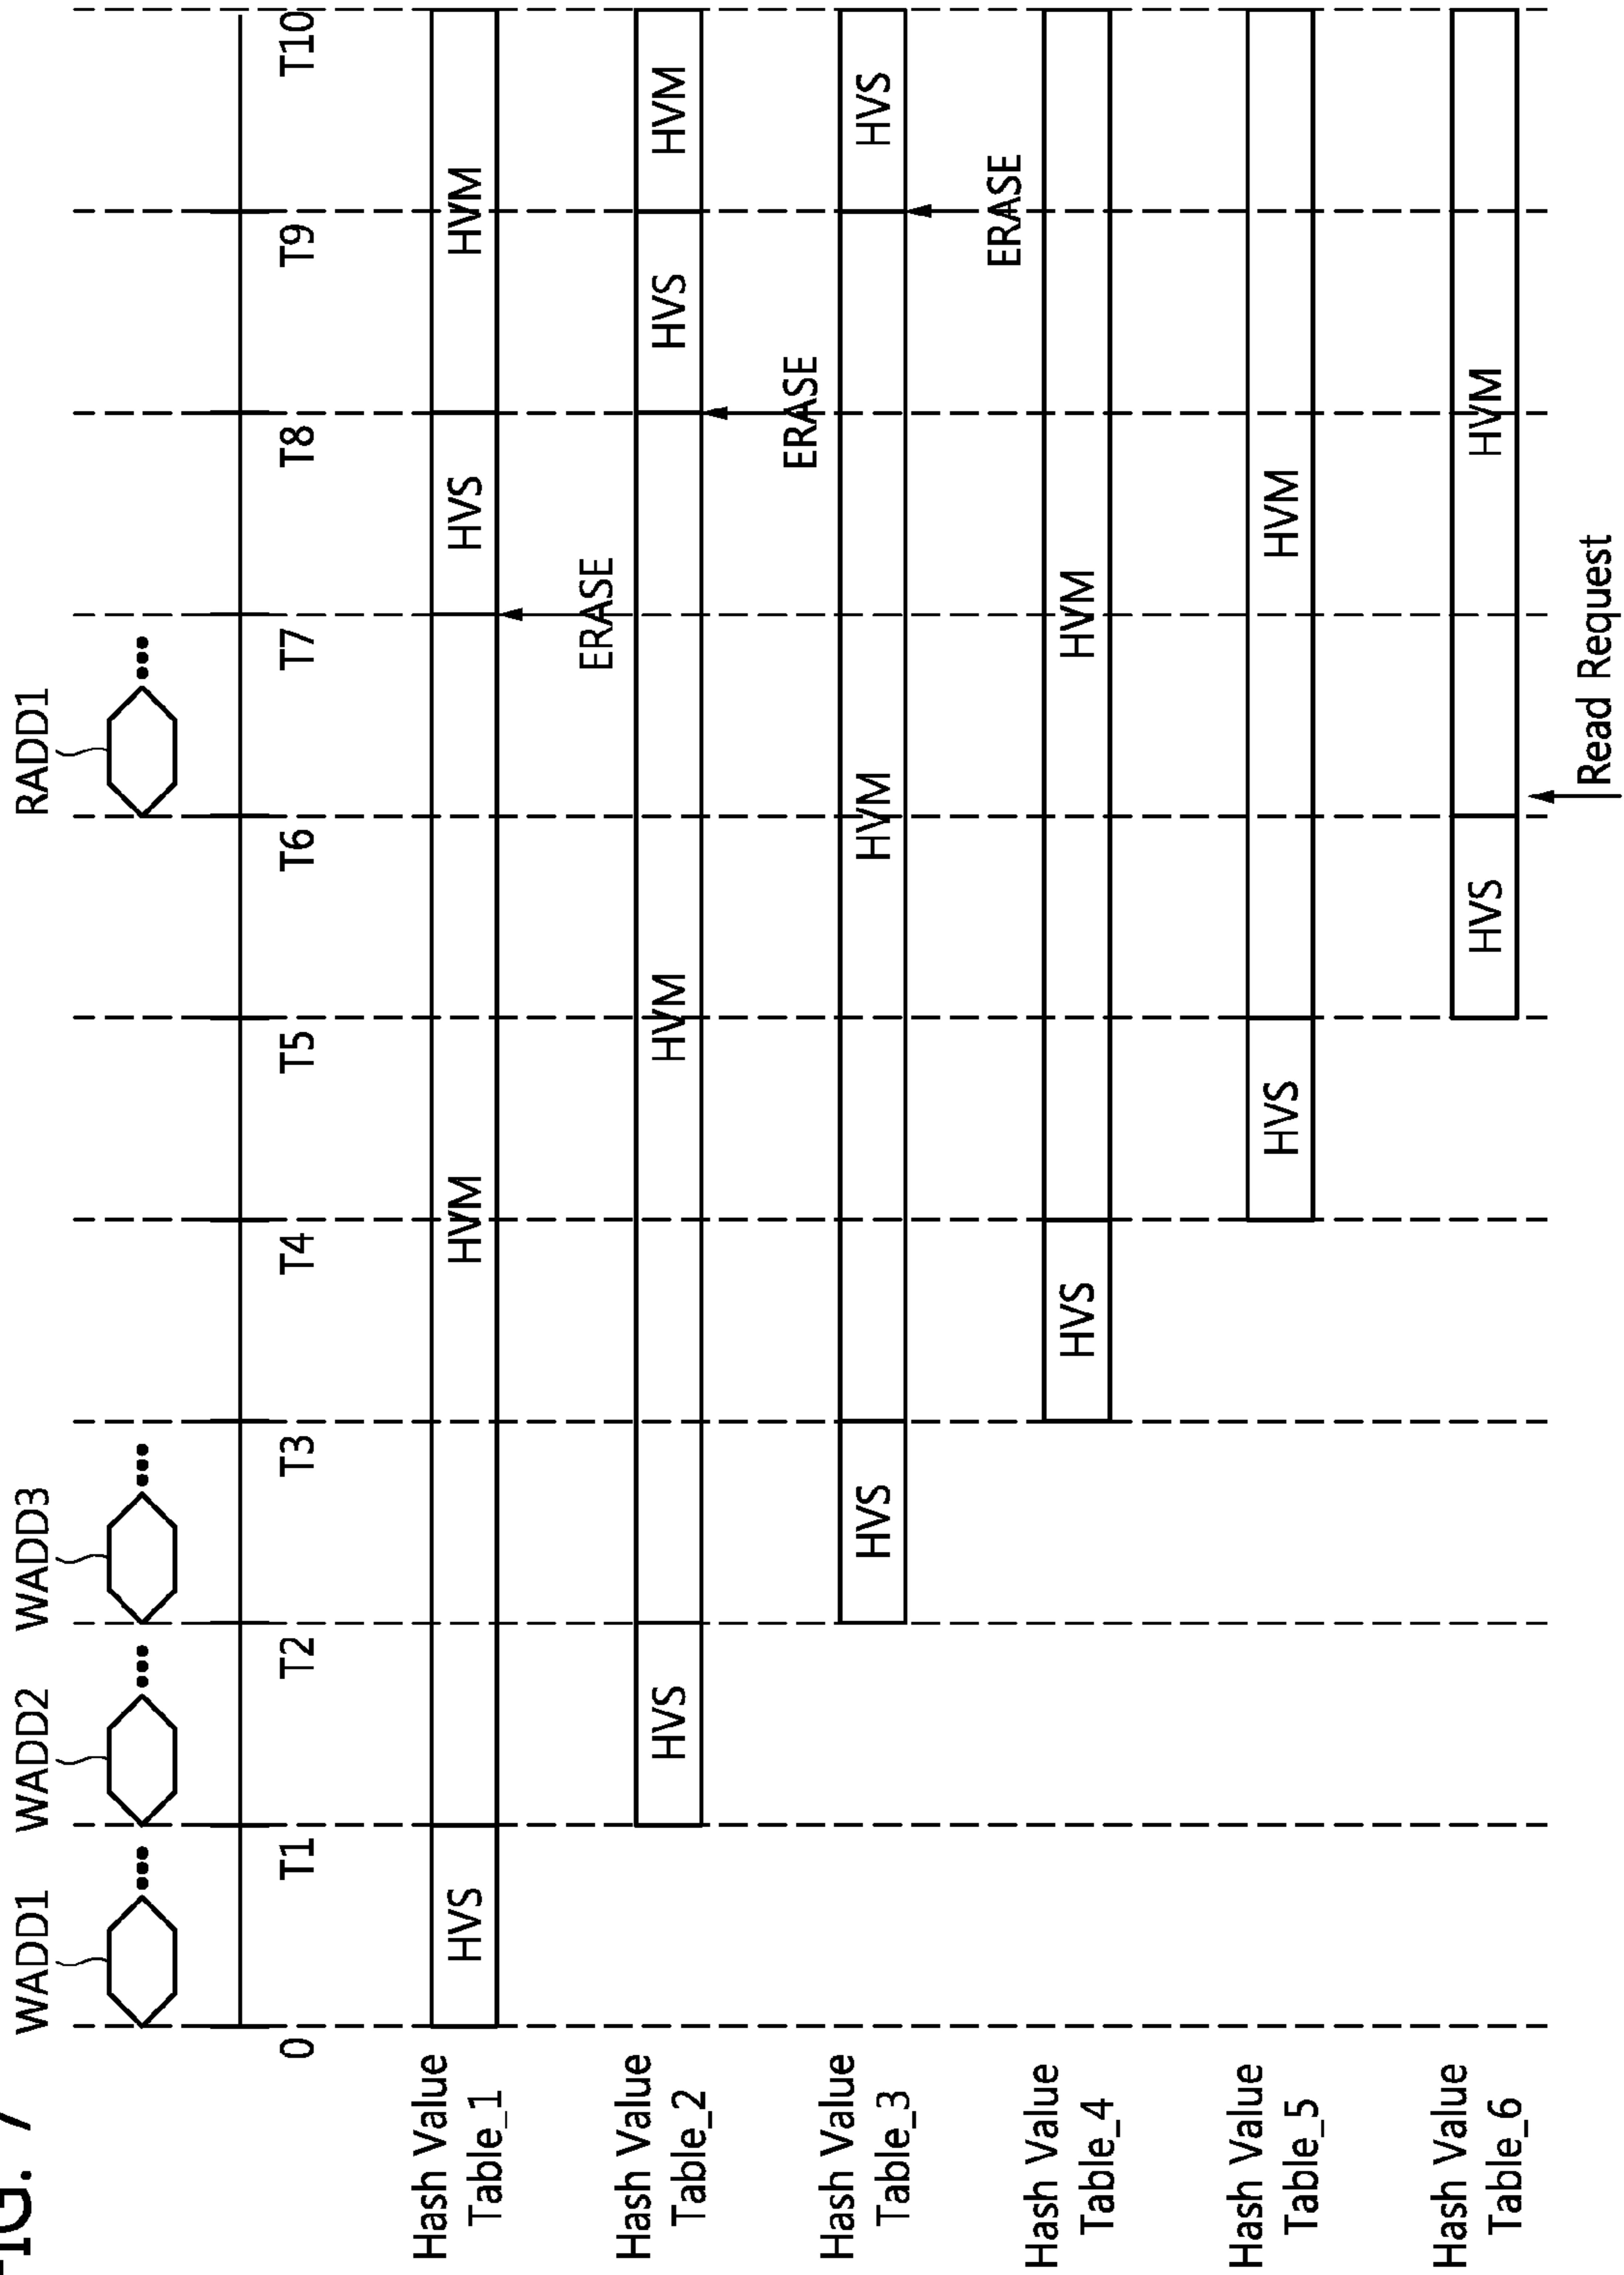 FIG. 7
WADD1
WADD2
WADD3
RADD1
0
T1
T2
T3
T4
T5
T6
T7
T8
T9
T10
Hash Value
Table_1
HVS
HVM
HVS
HVM
ERASE
Hash Value
Table_2
HVS
HVM
HVS
HVM
ERASE
Hash Value
Table_3
HVS
HVM
HVS
ERASE
Hash Value
Table_4
HVS
HVM
Hash Value
Table_5
HVS
HVM
Hash Value
Table_6
HVS
HVM
Read Request